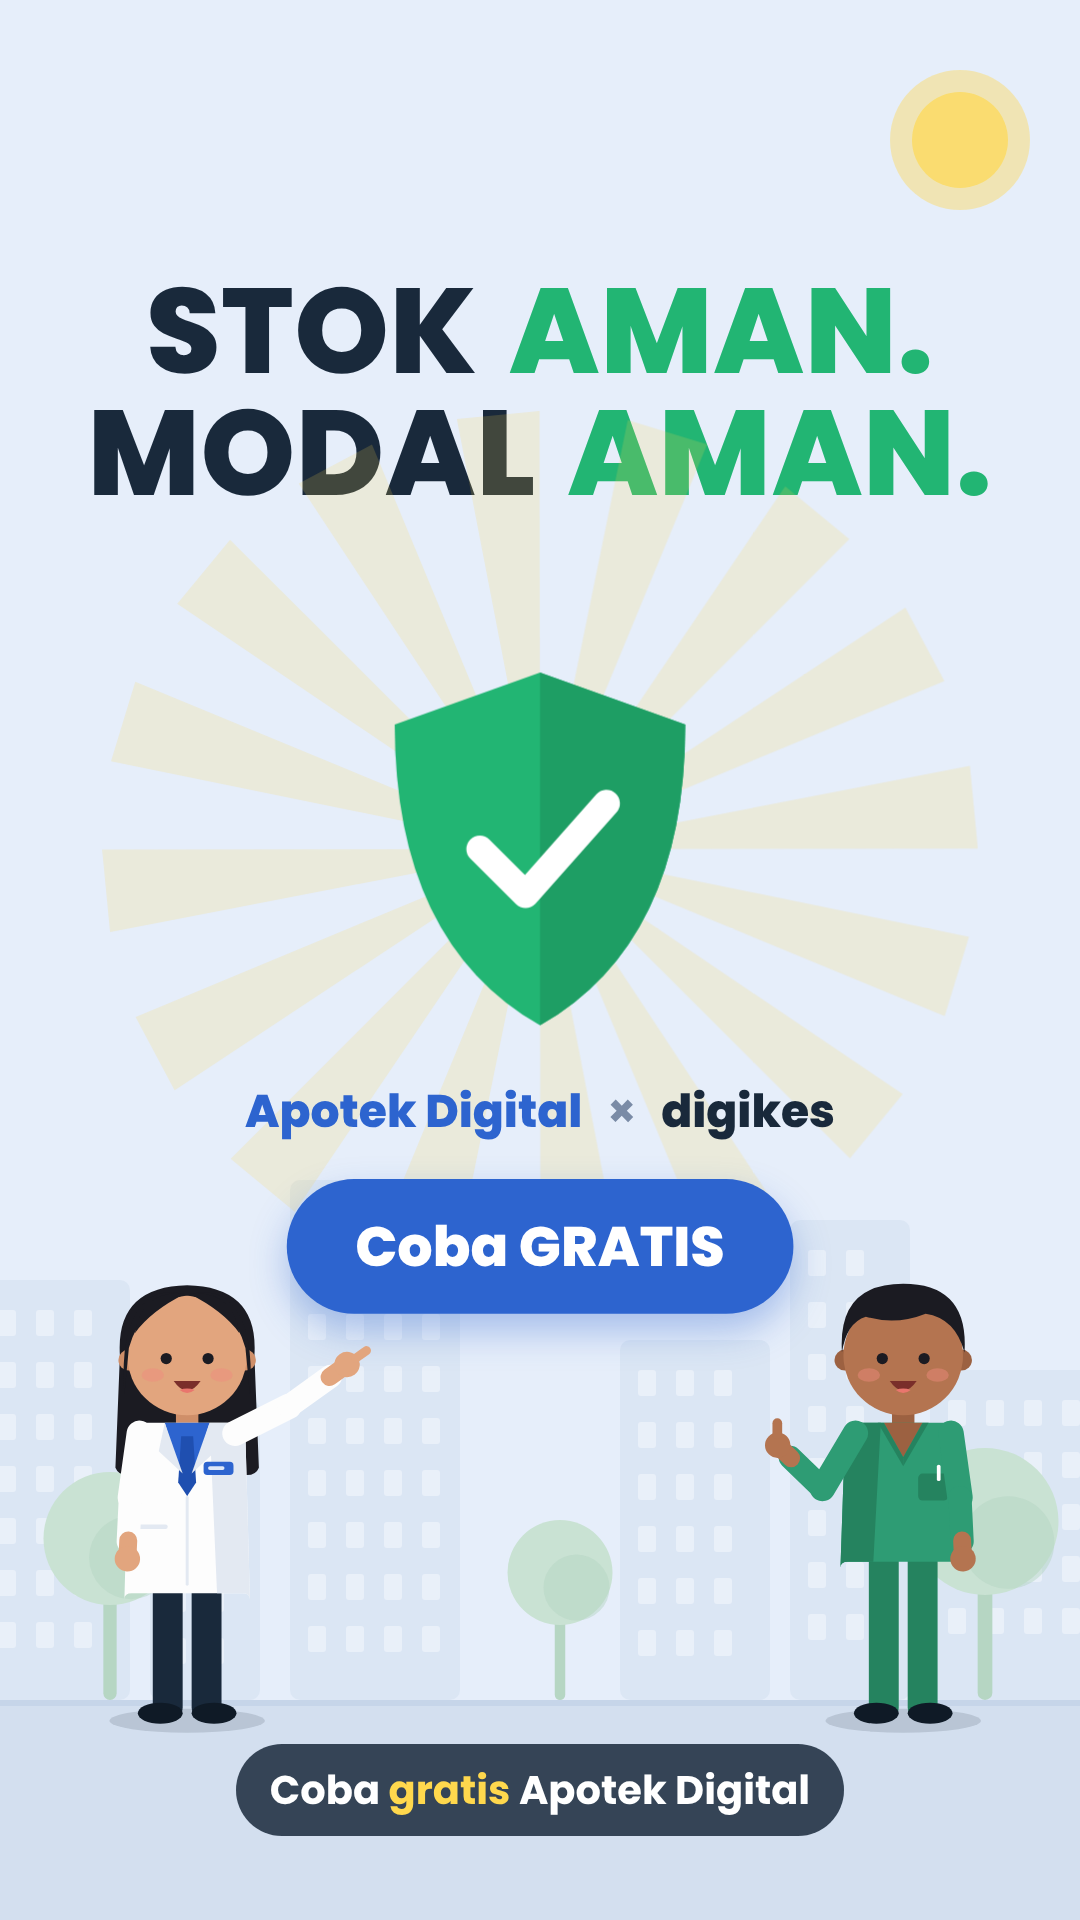 STOK AMAN.
MODAL AMAN.
Apotek Digital × digikes
Coba GRATIS
Coba gratis Apotek Digital